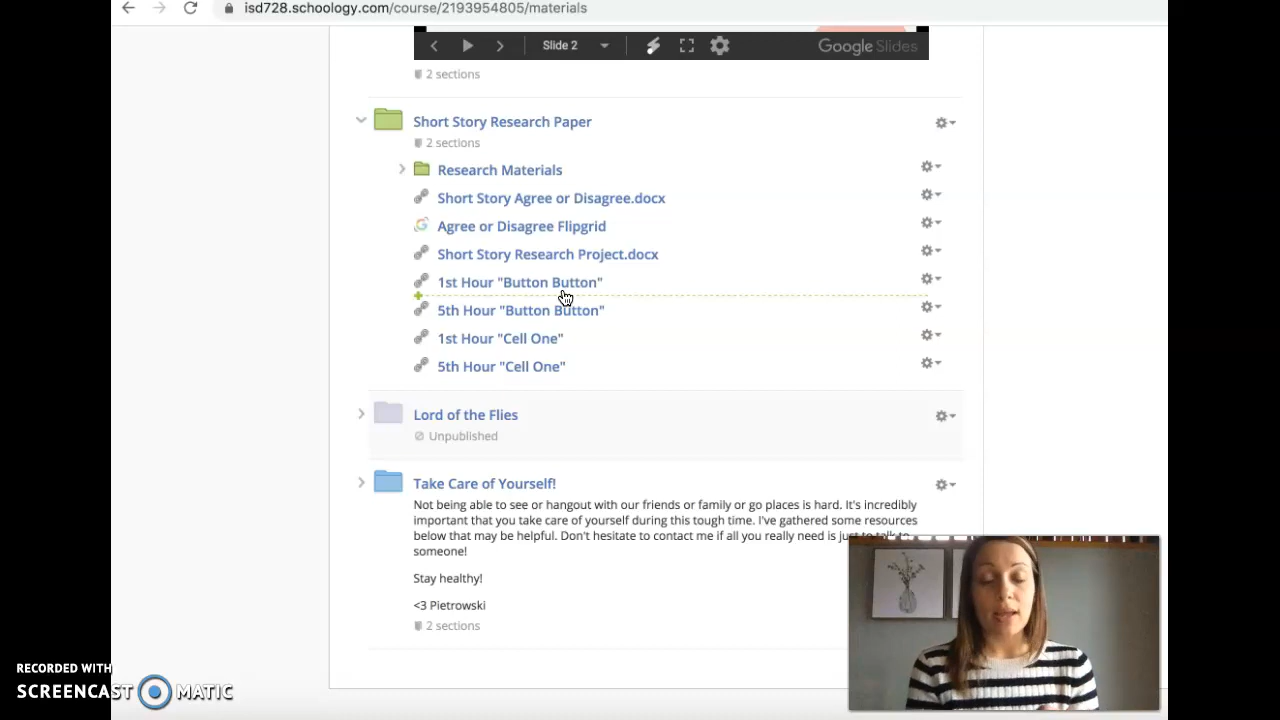 isd728.schoology.com/course/2193954805/materials
Slide 2
Google Slides
2 sections
Short Story Research Paper
2 sections
Research Materials
Short Story Agree or Disagree.docx
Agree or Disagree Flipgrid
Short Story Research Project.docx
1st Hour "Button Button"
5th Hour "Button Button"
1st Hour "Cell One"
5th Hour "Cell One"
Lord of the Flies
Unpublished
Take Care of Yourself!
Not being able to see or hangout with our friends or family or go places is hard. It's incredibly
important that you take care of yourself during this tough time. I've gathered some resources
below that may be helpful. Don't hesitate to contact me if all you really need is just to talk to
someone!
Stay healthy!
<3 Pietrowski
2 sections
RECORDED WITH
SCREENCAST MATIC